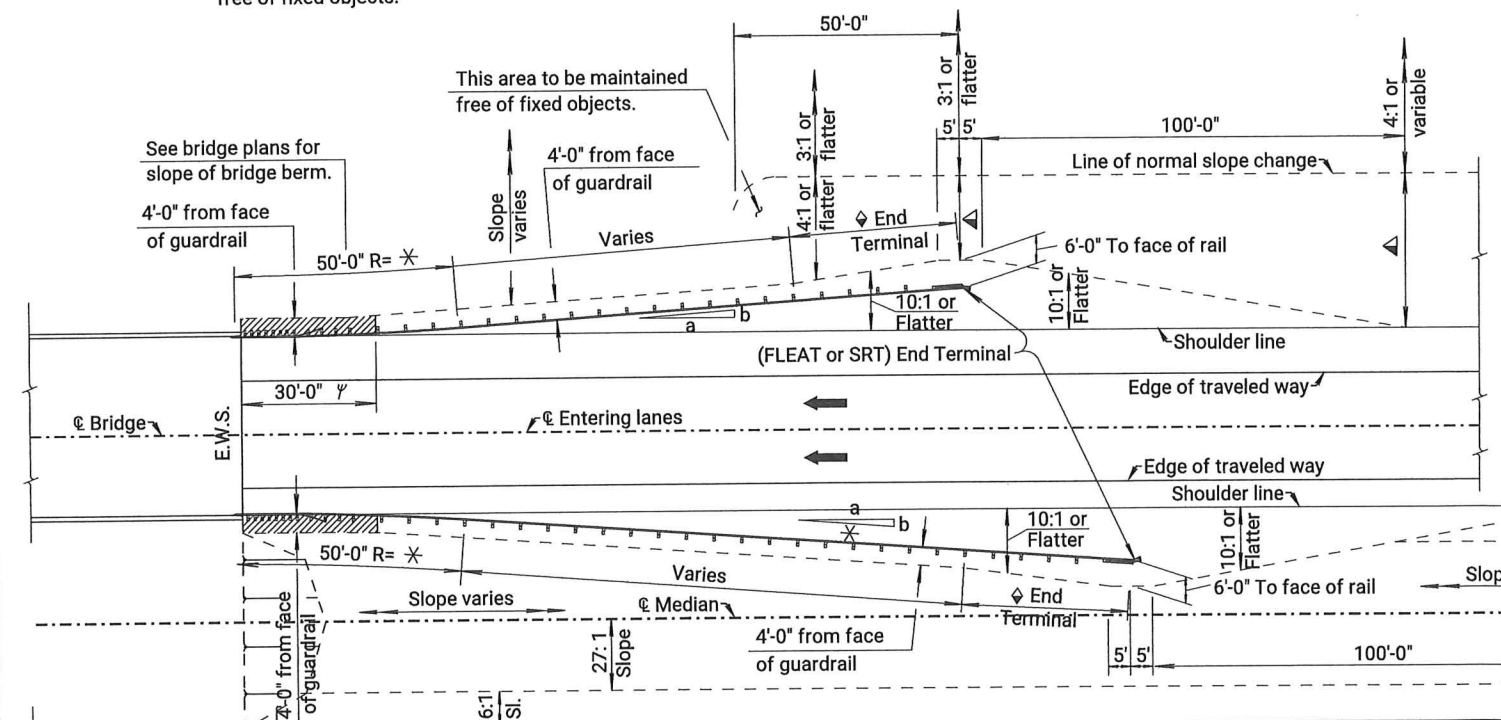 free of fixed objects.
50'-0"
This area to be maintained
free of fixed objects.
3:1 or
flatter
3:1 or
flatter
4:1 or
variable
5'
5'
100'-0"
See bridge plans for
slope of bridge berm.
4'-0" from face
of guardrail
Line of normal slope change
4'-0" from face
of guardrail
Slope
varies
4:1 or
flatter
End
Terminal
Varies
50'-0" R=
6'-0" To face of rail
10:1 or
Flatter
10:1 or
Flatter
a
b
Shoulder line
(FLEAT or SRT) End Terminal
30'-0" Ψ
Edge of traveled way
℄ Bridge
E.W.S.
℄ Entering lanes
Edge of traveled way
Shoulder line
a
b
10:1 or
Flatter
10:1 or
Flatter
50'-0" R=
Varies
6'-0" To face of rail
Slop
Slope varies
℄ Median
End
Terminal
4'-0" from face
of guardrail
27:1
Slope
4'-0" from face
of guardrail
5'
5'
100'-0"
6:1
Sl.